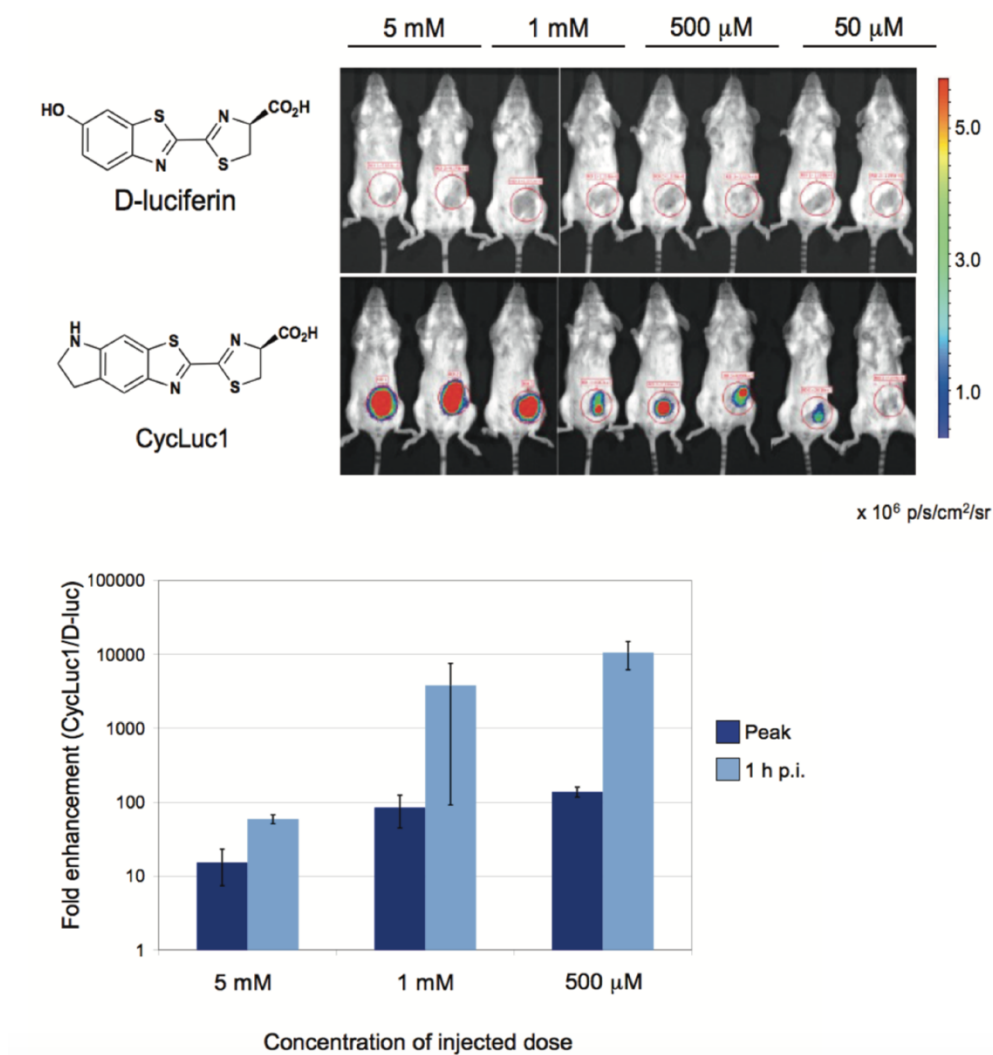 5 mM 1 mM 500 μM 50 μM
HO S N CO₂H
N S
D-luciferin
5.0
3.0
1.0
H
N S N CO₂H
N S
CycLuc1
x 10⁶ p/s/cm²/sr
Fold enhancement (CycLuc1/D-luc)
100000
10000
1000
100
10
1
Peak
1 h p.i.
5 mM 1 mM 500 μM
Concentration of injected dose